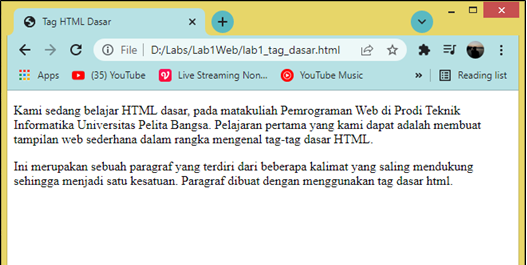 Tag HTML Dasar
File D:/Labs/Lab1Web/lab1_tag_dasar.html
Apps (35) YouTube Live Streaming Non... YouTube Music » Reading list
Kami sedang belajar HTML dasar, pada matakuliah Pemrograman Web di Prodi Teknik
Informatika Universitas Pelita Bangsa. Pelajaran pertama yang kami dapat adalah membuat
tampilan web sederhana dalam rangka mengenal tag-tag dasar HTML.
Ini merupakan sebuah paragraf yang terdiri dari beberapa kalimat yang saling mendukung
sehingga menjadi satu kesatuan. Paragraf dibuat dengan menggunakan tag dasar html.